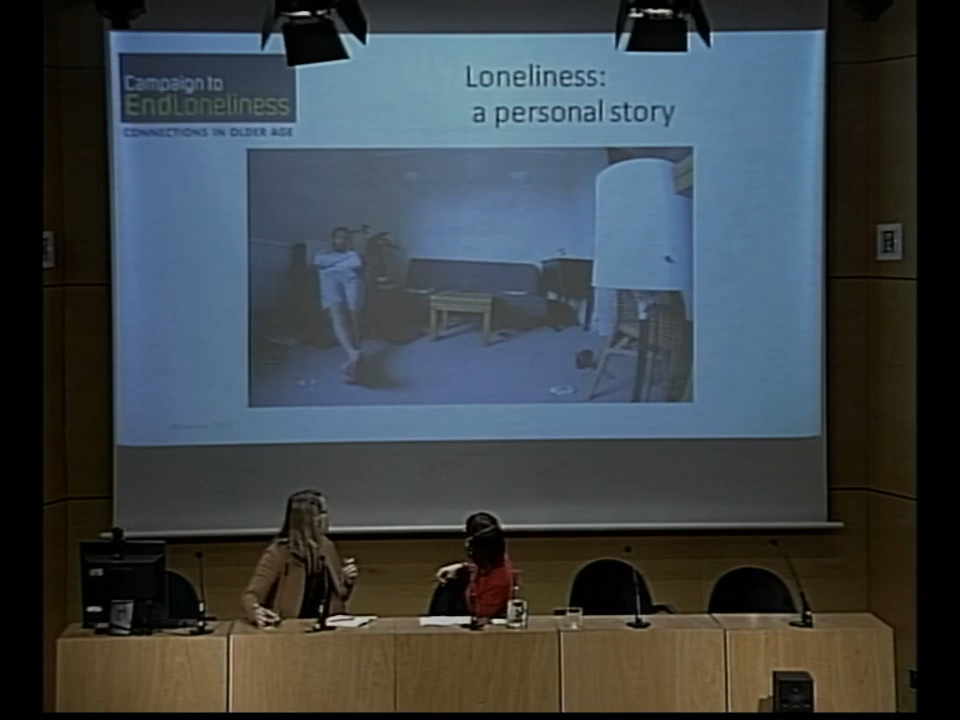 Campaign to
EndLoneliness
CONNECTIONS IN OLDER AGE
Loneliness:
a personal story